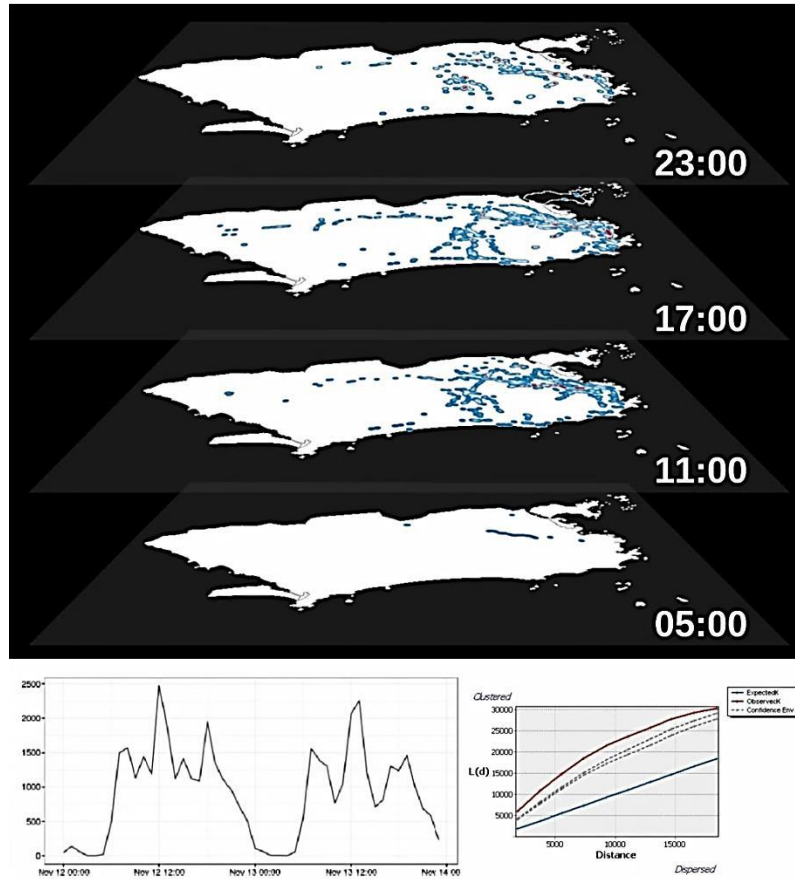 23:00
17:00
11:00
05:00
2500
2000
1500
1000
500
0
Nov 12 00:00
Nov 12 12:00
Nov 13 00:00
Nov 13 12:00
Nov 14 00:00
Clustered
30000
25000
20000
15000
10000
5000
L(d)
5000
10000
15000
Distance
Dispersed
ExpectedK
ObservedK
Confidence Env